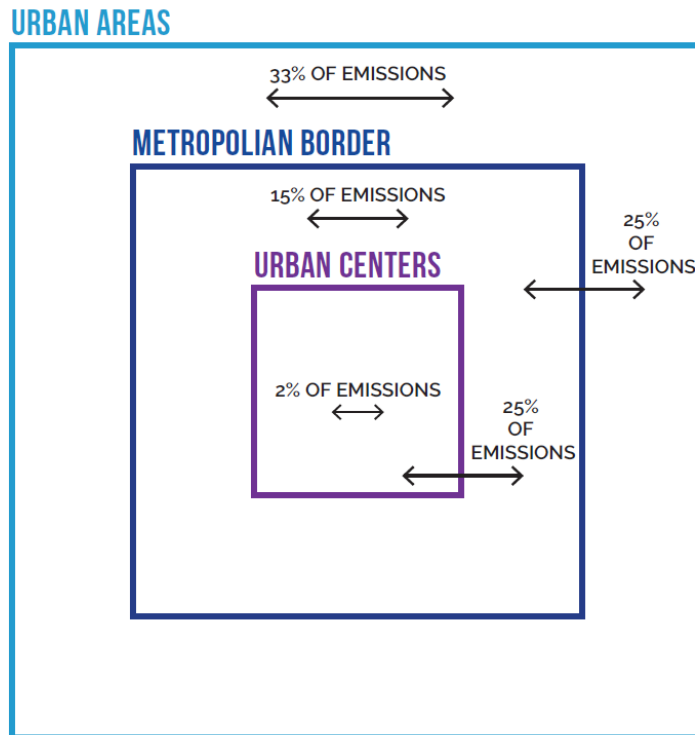 URBAN AREAS
33% OF EMISSIONS
METROPOLIAN BORDER
15% OF EMISSIONS
25%
OF
EMISSIONS
URBAN CENTERS
2% OF EMISSIONS
25%
OF
EMISSIONS